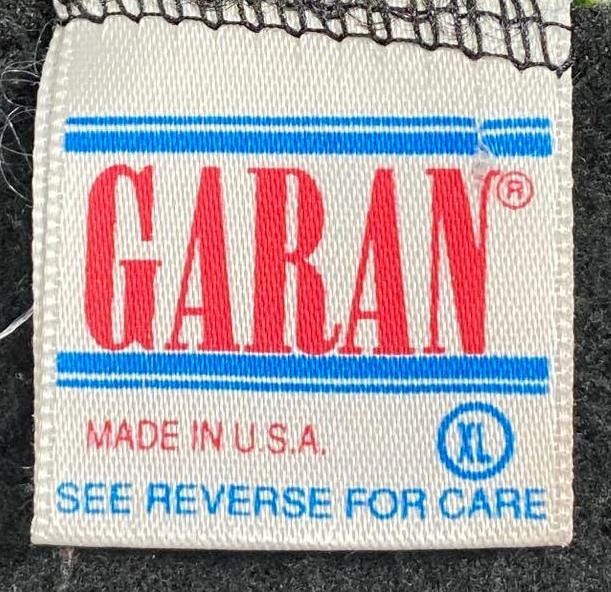 GARAN®
MADE IN U.S.A. XL
SEE REVERSE FOR CARE